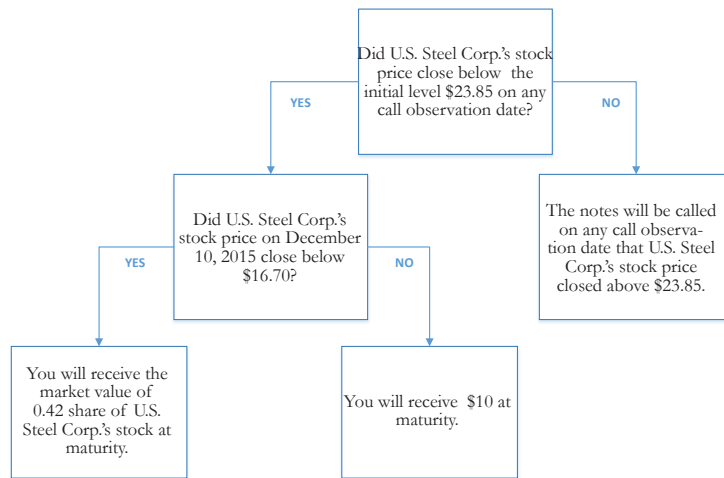 Did U.S. Steel Corp.'s stock
price close below the
initial level $23.85 on any
call observation date?
YES
NO
Did U.S. Steel Corp.'s
stock price on December
10, 2015 close below
$16.70?
The notes will be called
on any call observa-
tion date that U.S. Steel
Corp.'s stock price
closed above $23.85.
YES
NO
You will receive the
market value of
0.42 share of U.S.
Steel Corp.'s stock at
maturity.
You will receive $10 at
maturity.